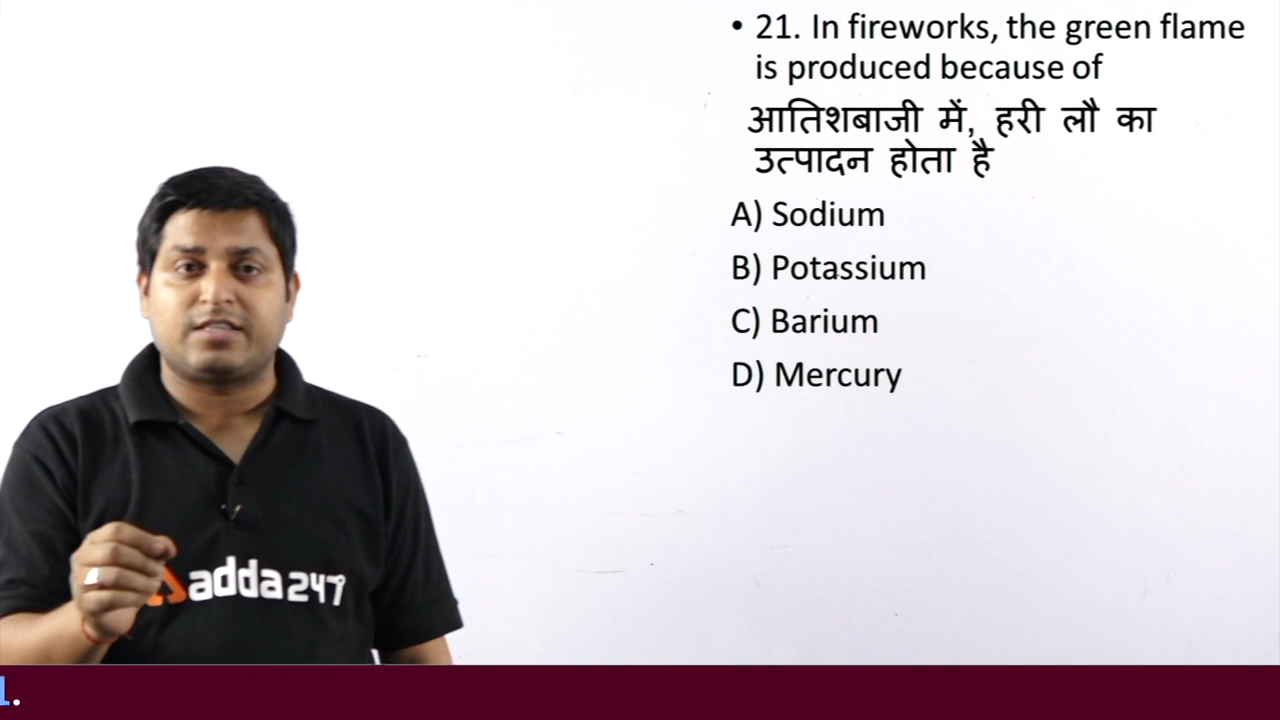 • 21. In fireworks, the green flame
is produced because of
आतिशबाजी में, हरी लौ का
उत्पादन होता है
A) Sodium
B) Potassium
C) Barium
D) Mercury
adda247
1.